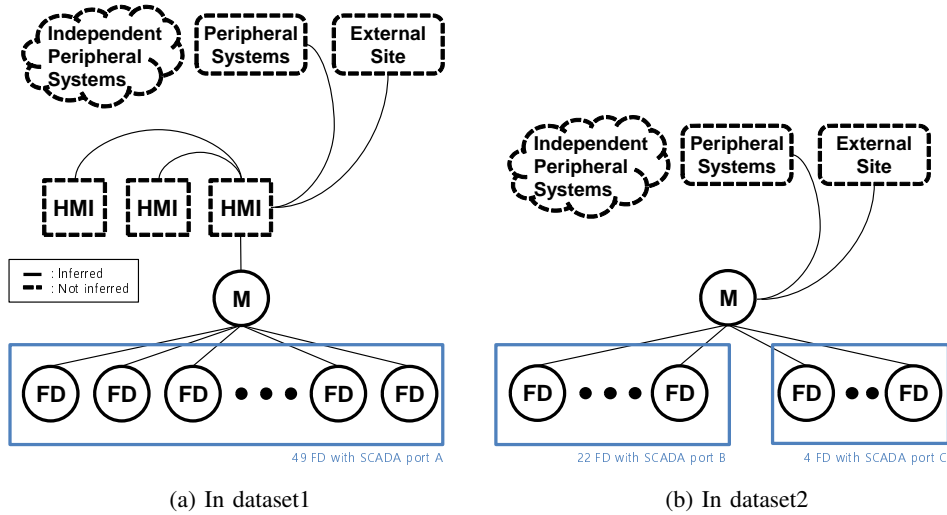 Independent
Peripheral
Systems
Peripheral
Systems
External
Site
HMI
HMI
HMI
: Inferred
: Not inferred
M
FD
FD
FD
FD
FD
49 FD with SCADA port A
(a) In dataset1
Independent
Peripheral
Systems
Peripheral
Systems
External
Site
M
FD
FD
FD
FD
22 FD with SCADA port B
4 FD with SCADA port C
(b) In dataset2